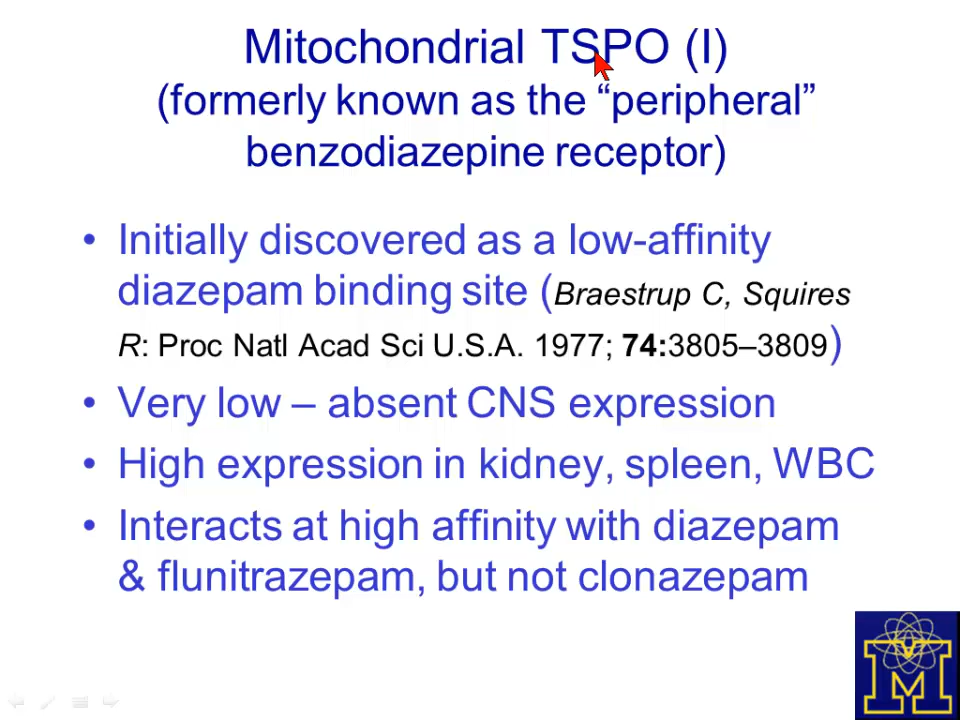 Mitochondrial TSPO (I)
(formerly known as the “peripheral”
benzodiazepine receptor)
• Initially discovered as a low-affinity
diazepam binding site (Braestrup C, Squires
R: Proc Natl Acad Sci U.S.A. 1977; 74:3805–3809)
• Very low – absent CNS expression
• High expression in kidney, spleen, WBC
• Interacts at high affinity with diazepam
& flunitrazepam, but not clonazepam
M